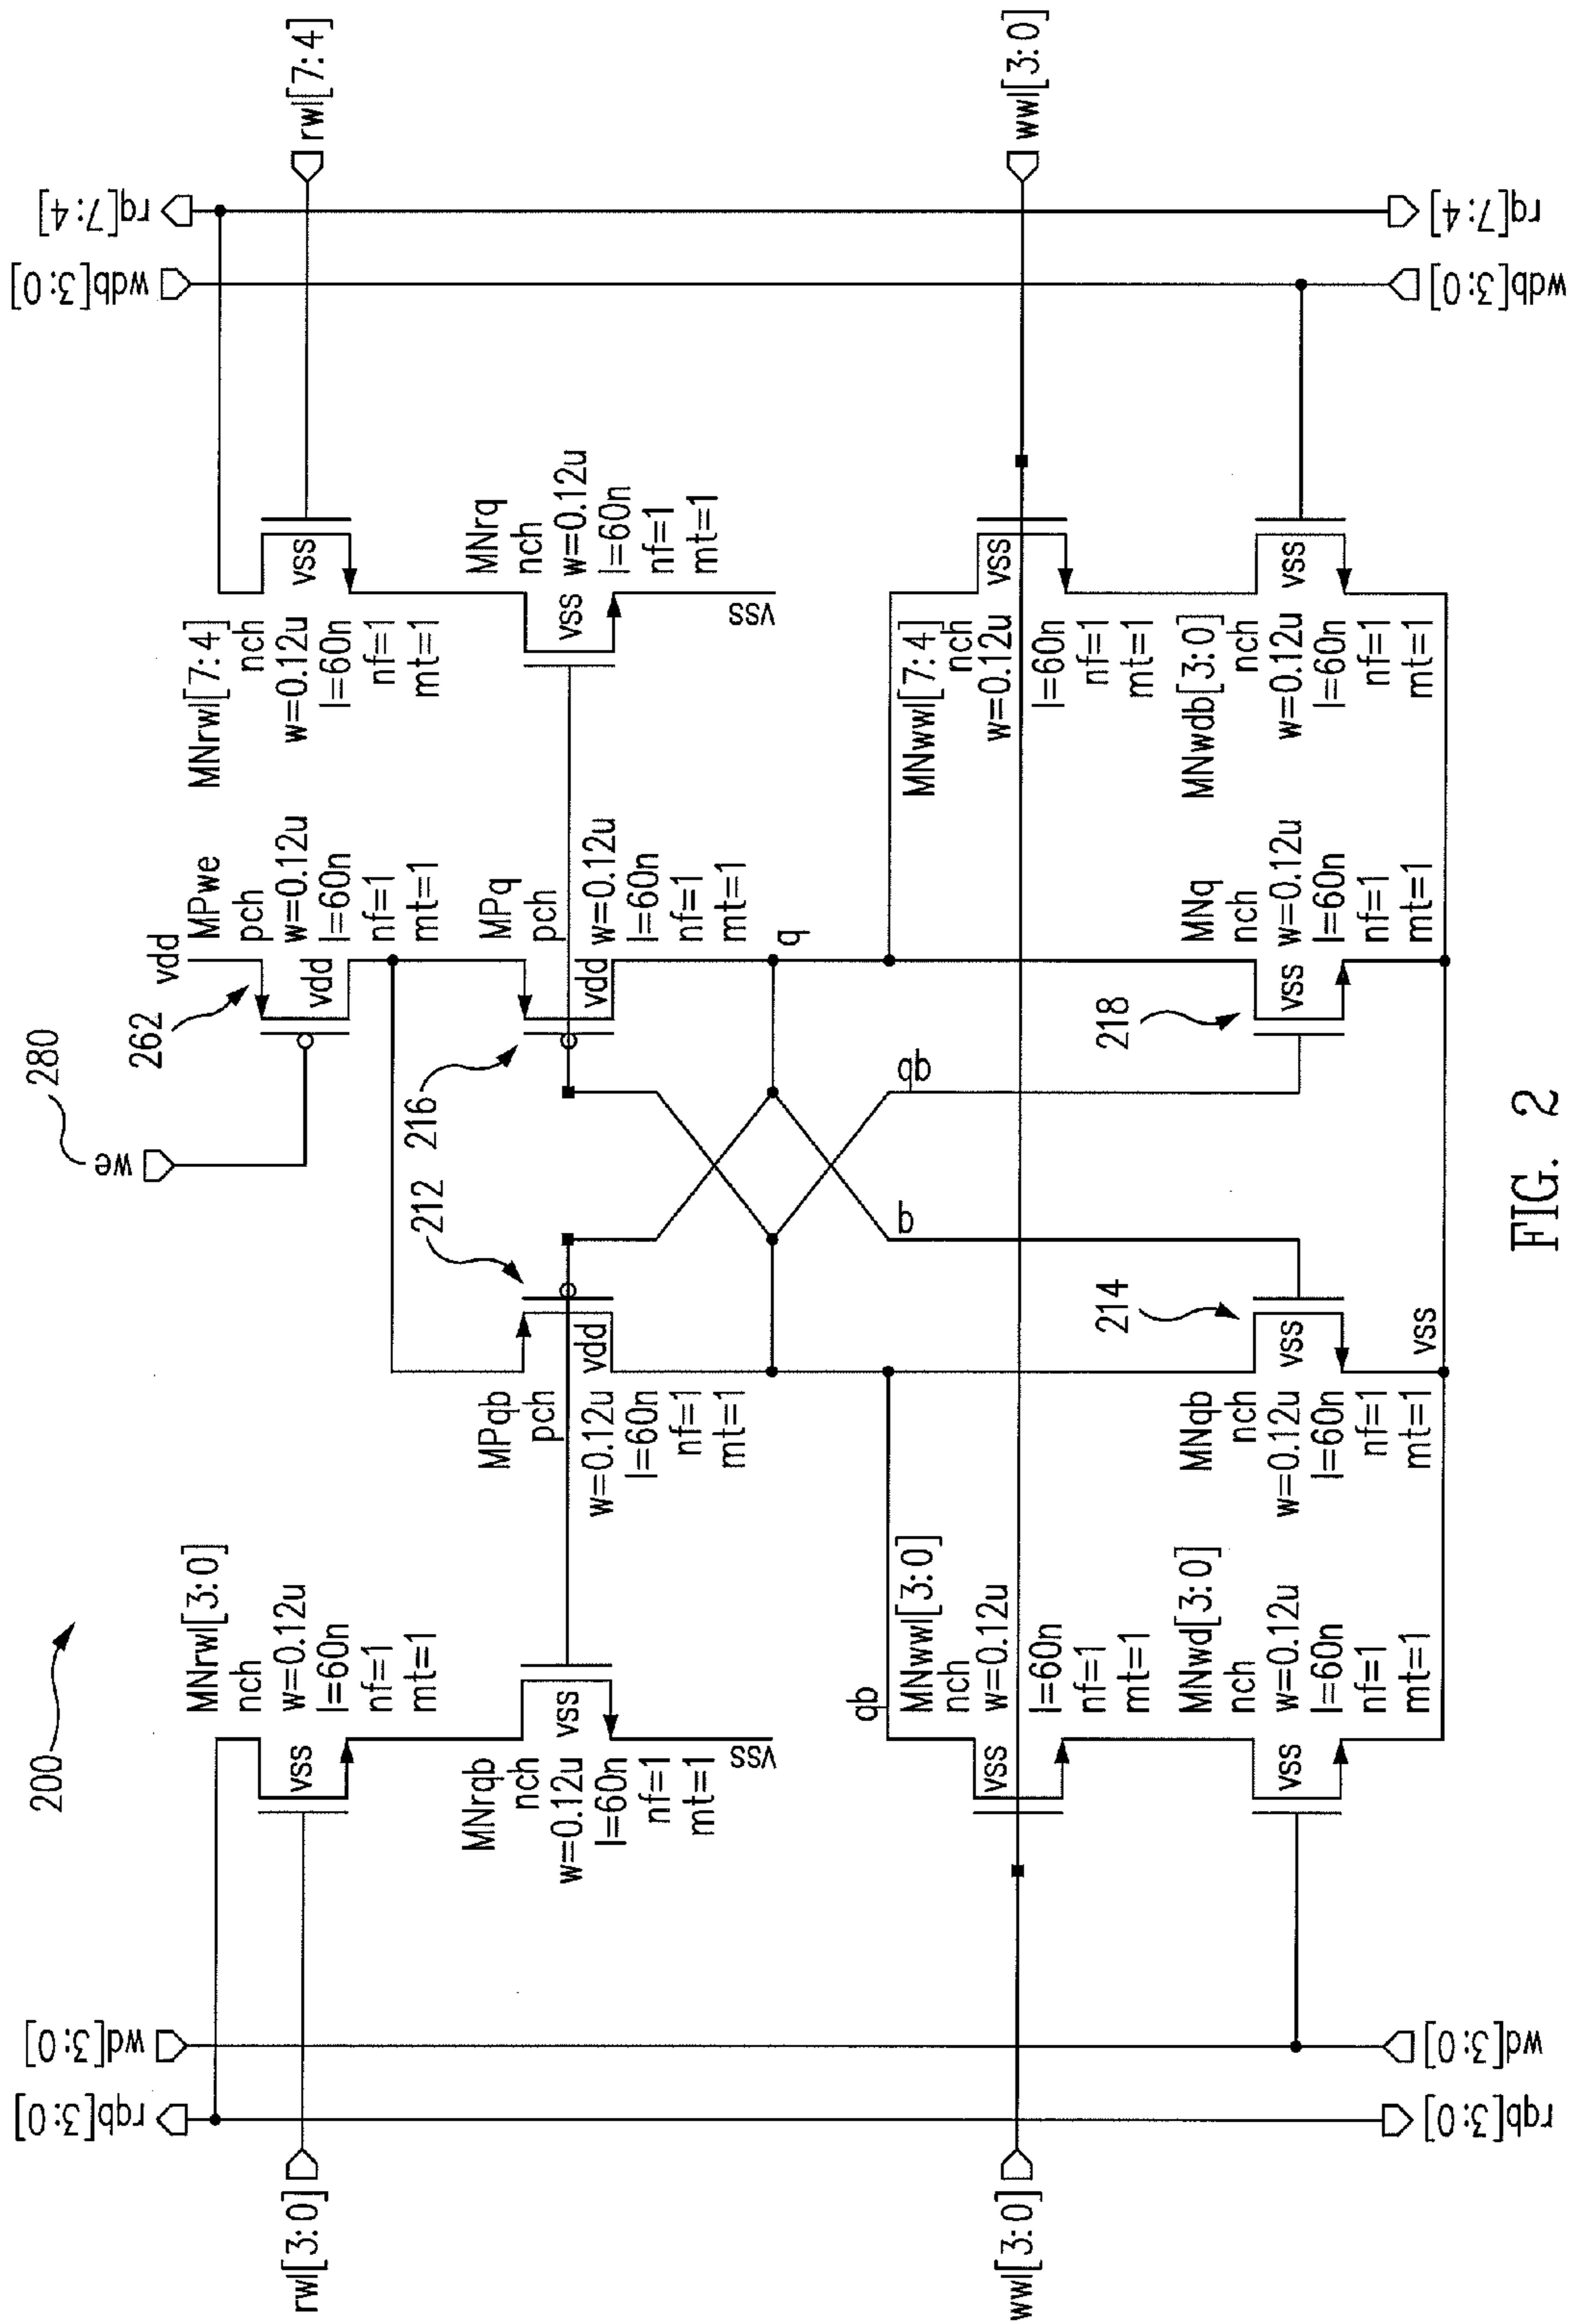 200
280
we
262
vdd
rqb[3:0]
wd[3:0]
wdb[3:0]
rq[7:4]
rwl[3:0]
rwl[7:4]
MNrwl[3:0]
nch
w=0.12u
l=60n
nf=1
mt=1
vss
MPwe
pch
w=0.12u
l=60n
nf=1
mt=1
vdd
MNrwl[7:4]
nch
w=0.12u
l=60n
nf=1
mt=1
vss
MNrqb
nch
w=0.12u
l=60n
nf=1
mt=1
vss
vss
212
MPqb
pch
w=0.12u
l=60n
nf=1
mt=1
vdd
216
MPq
pch
w=0.12u
l=60n
nf=1
mt=1
vdd
MNrq
nch
w=0.12u
l=60n
nf=1
mt=1
vss
vss
q
qb
q
qb
wwl[3:0]
wwl[3:0]
MNwwl[3:0]
nch
w=0.12u
l=60n
nf=1
mt=1
vss
MNwwl[7:4]
nch
w=0.12u
l=60n
nf=1
mt=1
vss
MNwd[3:0]
nch
w=0.12u
l=60n
nf=1
mt=1
vss
214
MNqb
nch
w=0.12u
l=60n
nf=1
mt=1
vss
vss
218
MNq
nch
w=0.12u
l=60n
nf=1
mt=1
vss
MNwdb[3:0]
nch
w=0.12u
l=60n
nf=1
mt=1
vss
rqb[3:0]
wd[3:0]
wdb[3:0]
rq[7:4]
FIG. 2